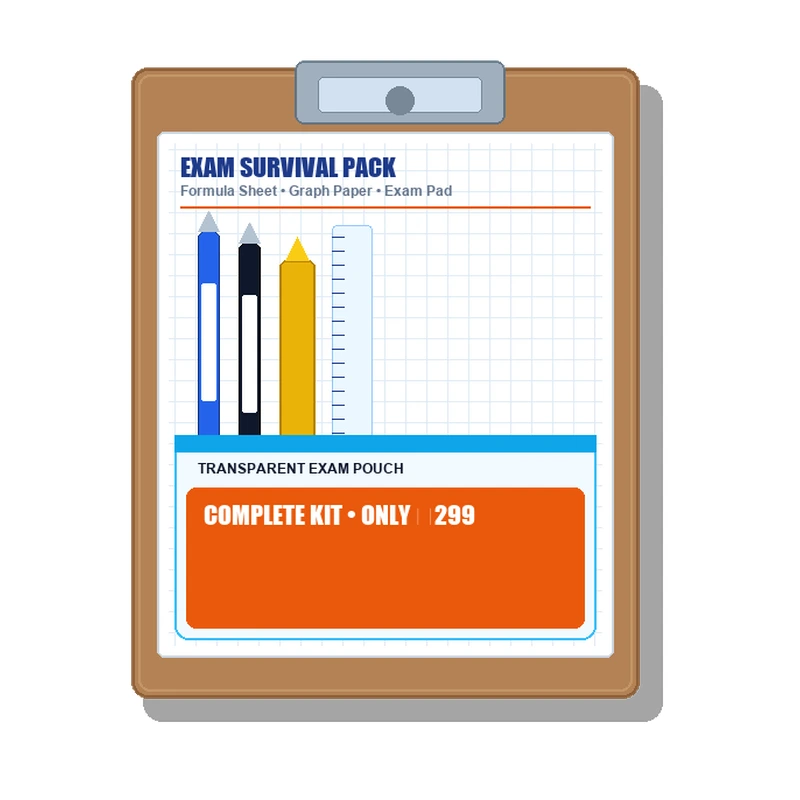 EXAM SURVIVAL PACK
Formula Sheet • Graph Paper • Exam Pad
TRANSPARENT EXAM POUCH
COMPLETE KIT • ONLY 299